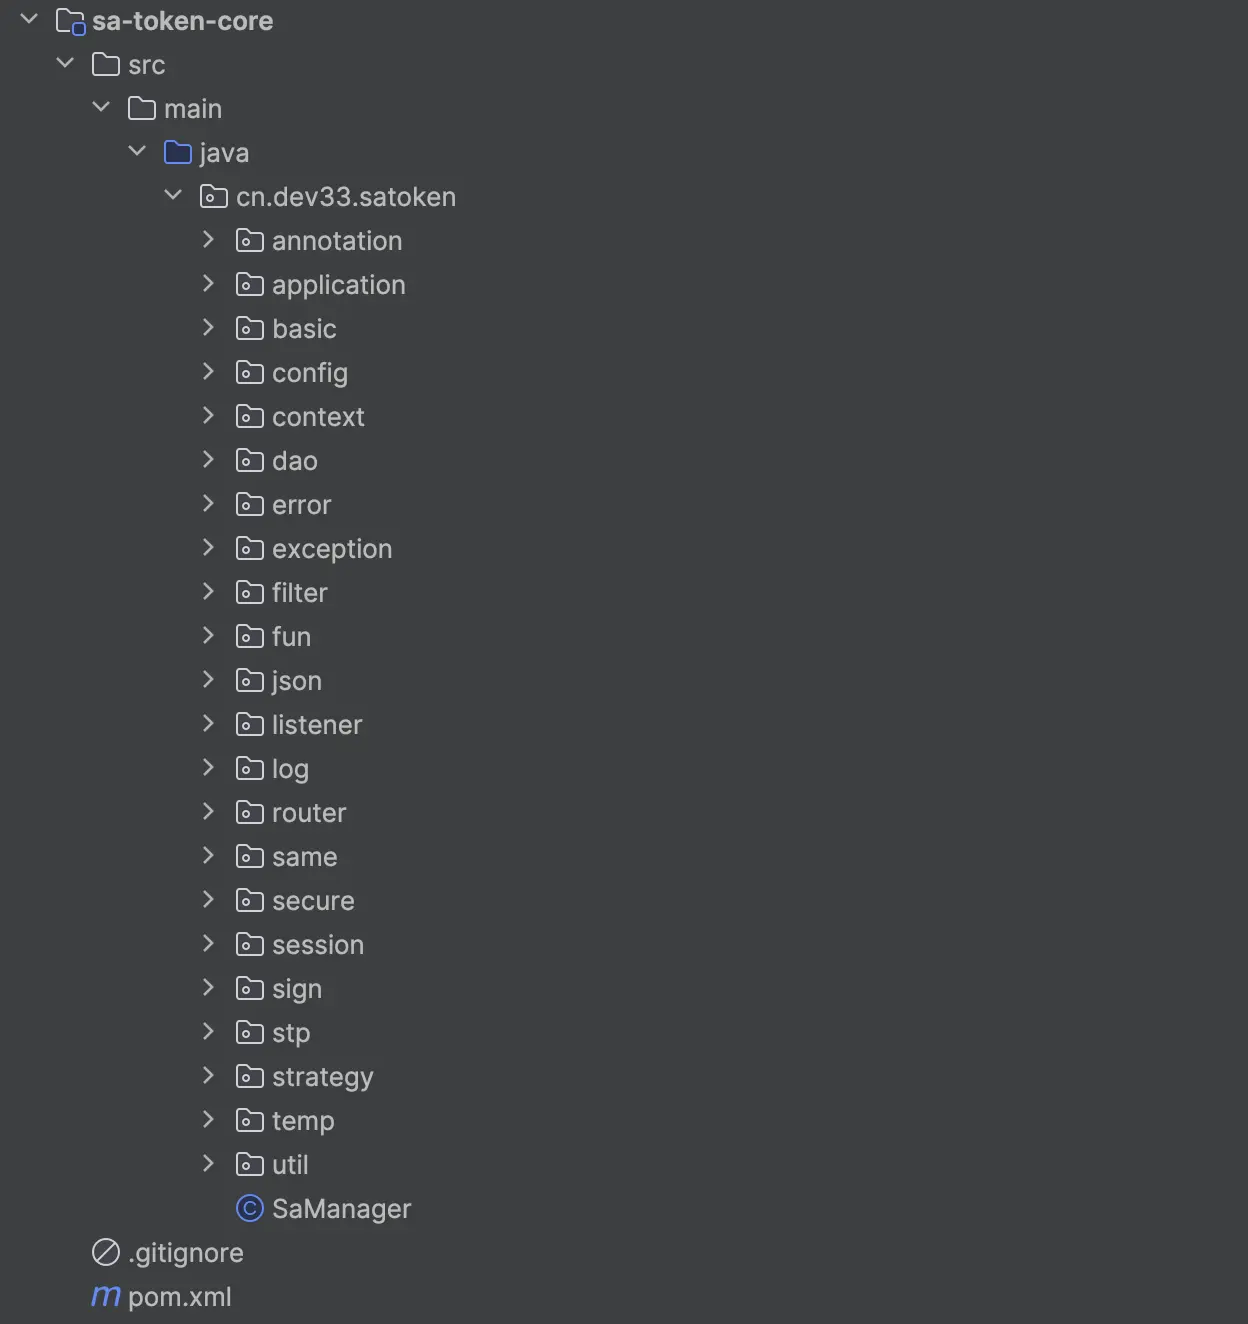 sa-token-core
src
main
java
cn.dev33.satoken
annotation
application
basic
config
context
dao
error
exception
filter
fun
json
listener
log
router
same
secure
session
sign
stp
strategy
temp
util
C SaManager
.gitignore
m pom.xml